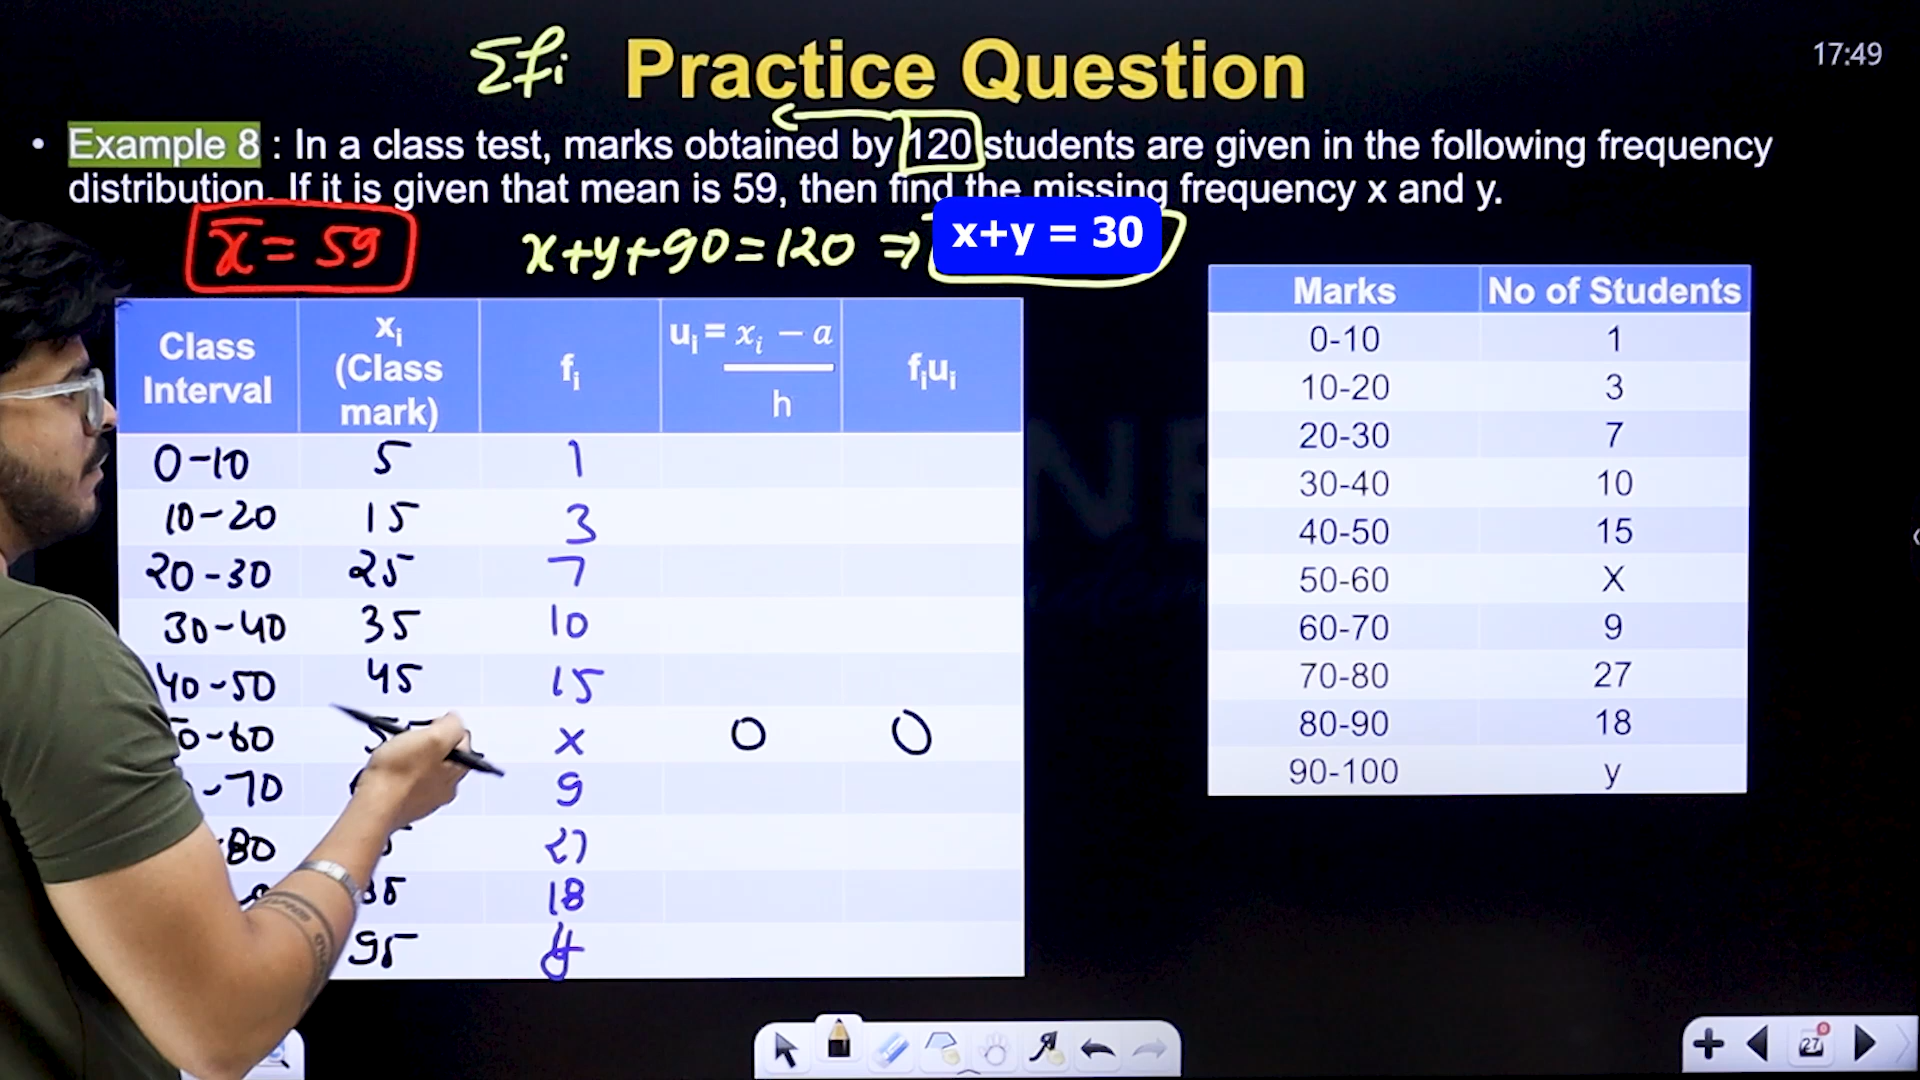 Σfi Practice Question
17:49
• Example 8 : In a class test, marks obtained by 120 students are given in the following frequency
distribution. If it is given that mean is 59, then find the missing frequency x and y.
x̄ = 59
x+y+90=120 ⇒ x+y = 30
Class Interval | xi (Class mark) | fi | ui = xi − a / h | fiui
0-10 5 1
10-20 15 3
20-30 25 7
30-40 35 10
40-50 45 15
-60 x 0 0
-70 9
80 27
18
95 y
Marks No of Students
0-10 1
10-20 3
20-30 7
30-40 10
40-50 15
50-60 X
60-70 9
70-80 27
80-90 18
90-100 y
27